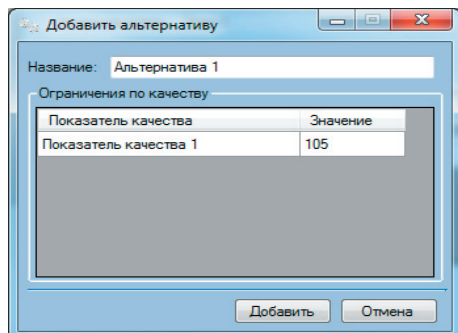 Добавить альтернативу
Название: Альтернатива 1
Ограничения по качеству
Показатель качества Значение
Показатель качества 1 105
Добавить Отмена